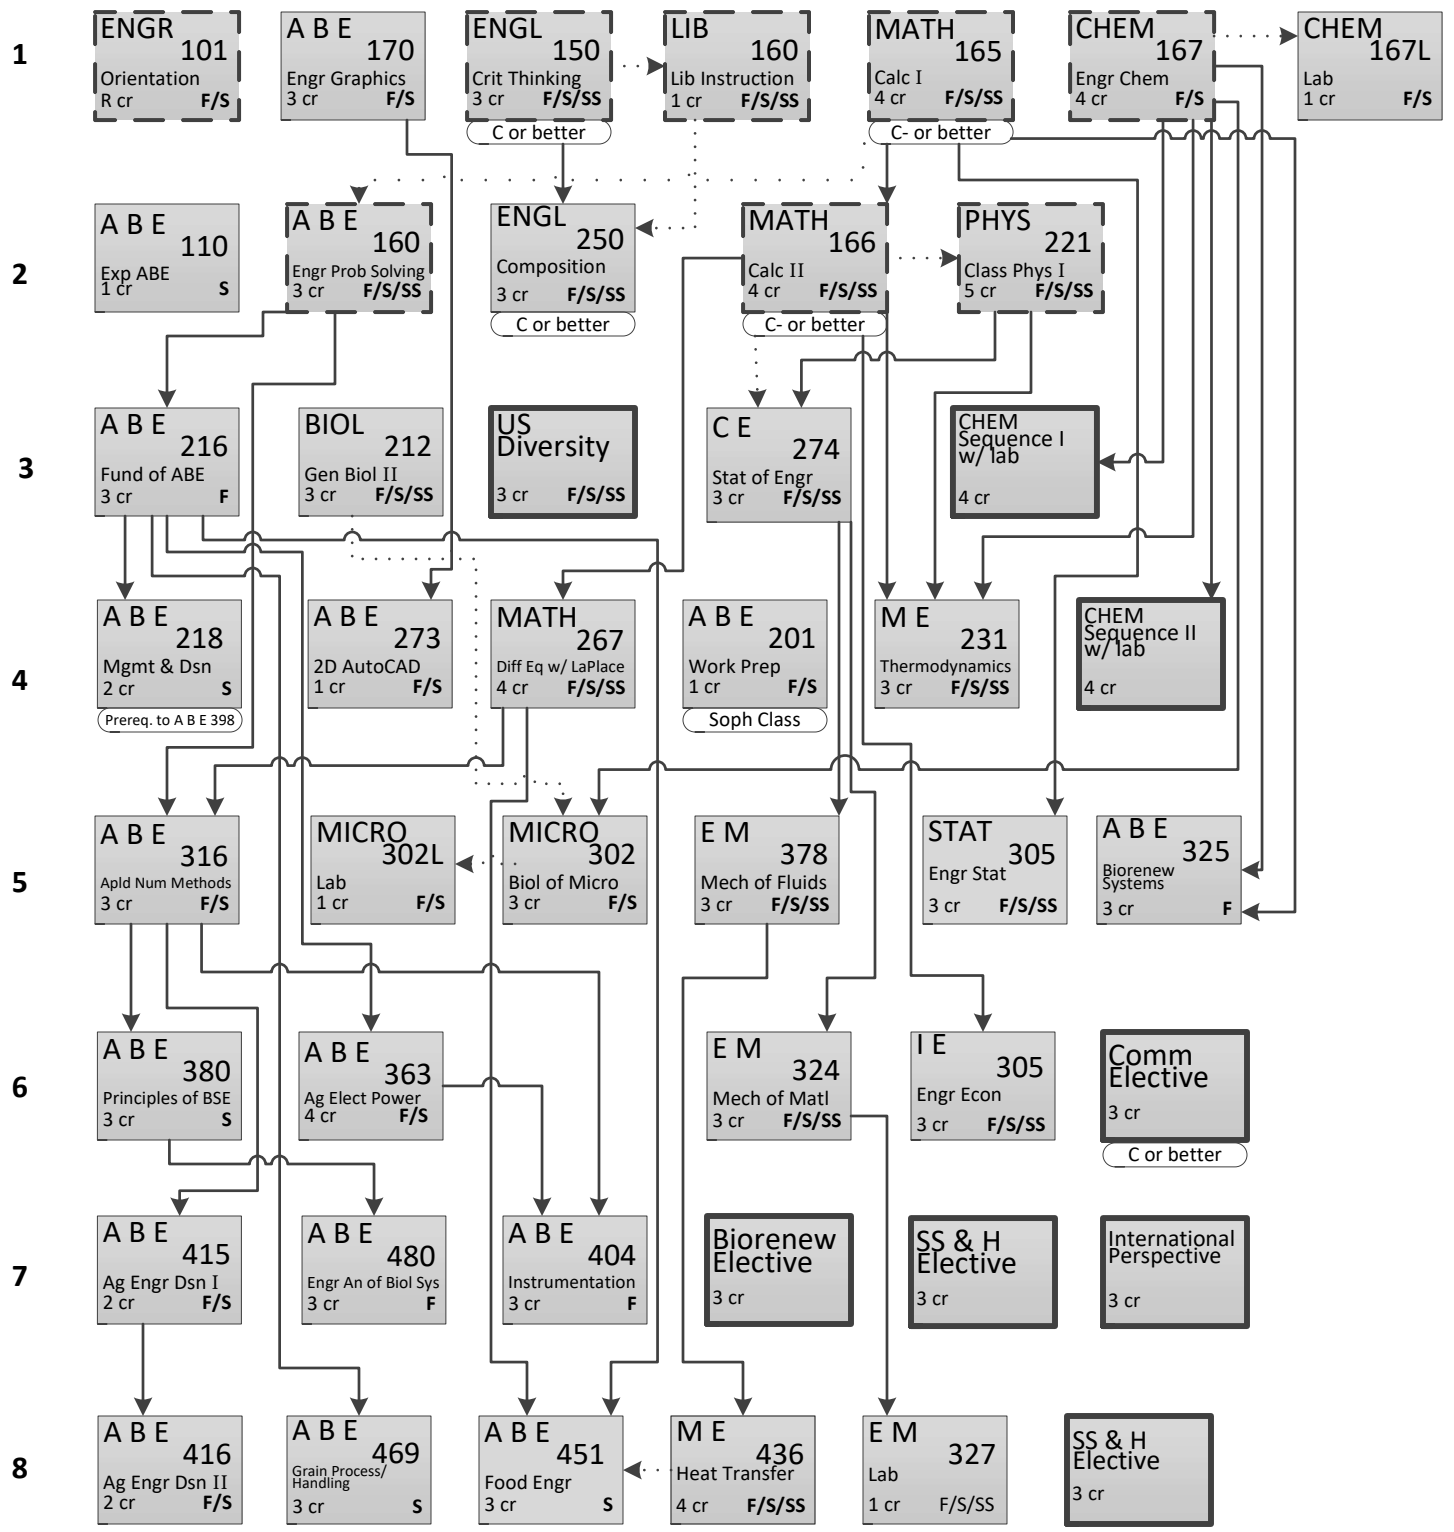 1
ENGR
101
Orientation
R cr F/S
A B E
170
Engr Graphics
3 cr F/S
ENGL
150
Crit Thinking
3 cr F/S/SS
C or better
LIB
160
Lib Instruction
1 cr F/S/SS
MATH
165
Calc I
4 cr F/S/SS
C- or better
CHEM
167
Engr Chem
4 cr F/S
CHEM
167L
Lab
1 cr F/S
2
A B E
110
Exp ABE
1 cr S
A B E
160
Engr Prob Solving
3 cr F/S/SS
ENGL
250
Composition
3 cr F/S/SS
C or better
MATH
166
Calc II
4 cr F/S/SS
C- or better
PHYS
221
Class Phys I
5 cr F/S/SS
3
A B E
216
Fund of ABE
3 cr F
BIOL
212
Gen Biol II
3 cr F/S/SS
US
Diversity
3 cr F/S/SS
C E
274
Stat of Engr
3 cr F/S/SS
CHEM
Sequence I
w/ lab
4 cr
4
A B E
218
Mgmt & Dsn
2 cr S
Prereq. to A B E 398
A B E
273
2D AutoCAD
1 cr F/S
MATH
267
Diff Eq w/ LaPlace
4 cr F/S/SS
A B E
201
Work Prep
1 cr F/S
Soph Class
M E
231
Thermodynamics
3 cr F/S/SS
CHEM
Sequence II
w/ lab
4 cr
5
A B E
316
Apld Num Methods
3 cr F/S
MICRO
302L
Lab
1 cr F/S
MICRO
302
Biol of Micro
3 cr F/S
E M
378
Mech of Fluids
3 cr F/S/SS
STAT
305
Engr Stat
3 cr F/S/SS
A B E
325
Biorenew
Systems
3 cr F
6
A B E
380
Principles of BSE
3 cr S
A B E
363
Ag Elect Power
4 cr F/S
E M
324
Mech of Matl
3 cr F/S/SS
I E
305
Engr Econ
3 cr F/S/SS
Comm
Elective
3 cr
C or better
7
A B E
415
Ag Engr Dsn I
2 cr F/S
A B E
480
Engr An of Biol Sys
3 cr F
A B E
404
Instrumentation
3 cr F
Biorenew
Elective
3 cr
SS & H
Elective
3 cr
International
Perspective
3 cr
8
A B E
416
Ag Engr Dsn II
2 cr F/S
A B E
469
Grain Process/
Handling
3 cr S
A B E
451
Food Engr
3 cr S
M E
436
Heat Transfer
4 cr F/S/SS
E M
327
Lab
1 cr F/S/SS
SS & H
Elective
3 cr